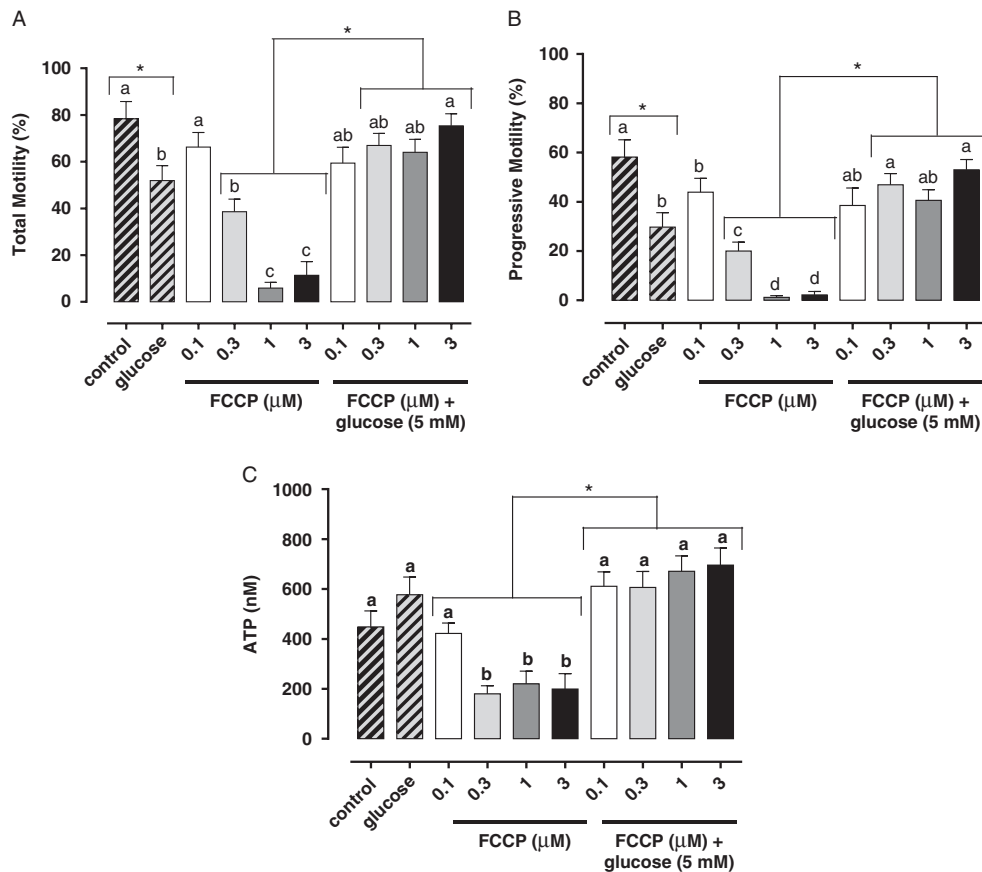 A
Total Motility (%)
100
80
60
40
20
0
*
*
a
b
a
b
c
c
ab
ab
ab
a
control
glucose
0.1
0.3
1
3
0.1
0.3
1
3
FCCP (μM)
FCCP (μM) +
glucose (5 mM)
B
Progressive Motility (%)
100
80
60
40
20
0
*
*
a
b
b
c
d
d
ab
a
ab
a
control
glucose
0.1
0.3
1
3
0.1
0.3
1
3
FCCP (μM)
FCCP (μM) +
glucose (5 mM)
C
ATP (nM)
1000
800
600
400
200
0
*
a
a
a
b
b
b
a
a
a
a
control
glucose
0.1
0.3
1
3
0.1
0.3
1
3
FCCP (μM)
FCCP (μM) +
glucose (5 mM)